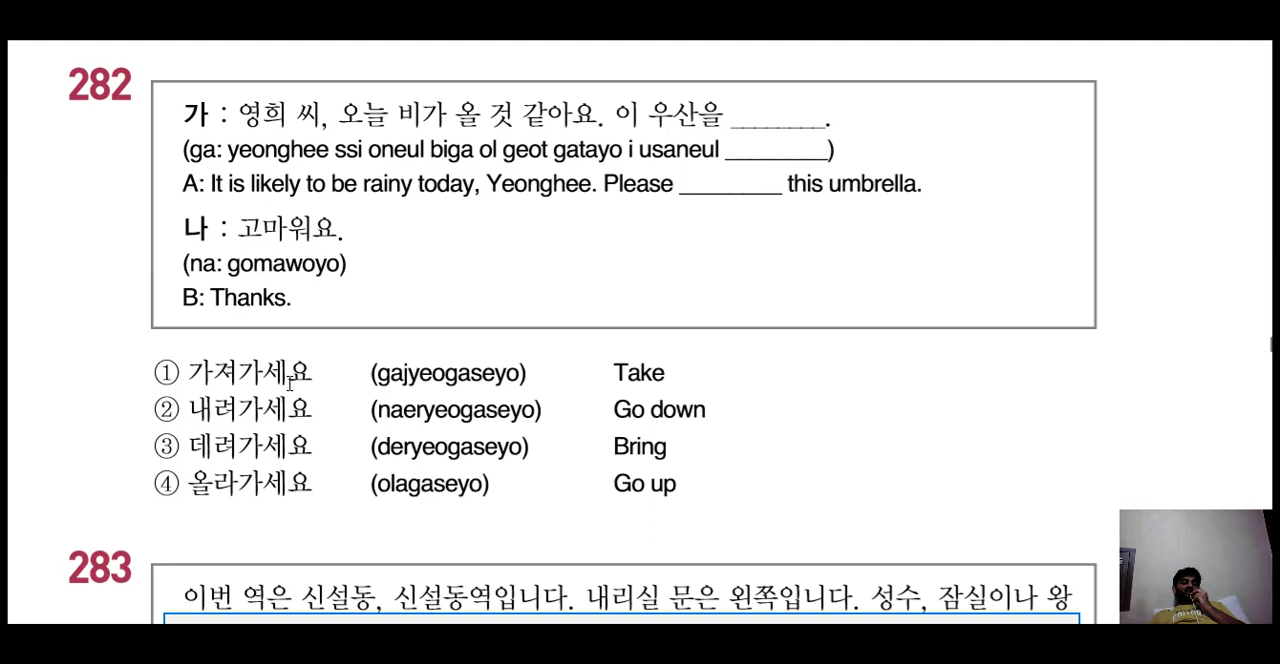 282
가 : 영희 씨, 오늘 비가 올 것 같아요. 이 우산을 ________.
(ga: yeonghee ssi oneul biga ol geot gatayo i usaneul ________)
A: It is likely to be rainy today, Yeonghee. Please ________ this umbrella.
나 : 고마워요.
(na: gomawoyo)
B: Thanks.
① 가져가세요 (gajyeogaseyo) Take
② 내려가세요 (naeryeogaseyo) Go down
③ 데려가세요 (deryeogaseyo) Bring
④ 올라가세요 (olagaseyo) Go up
283
이번 역은 신설동, 신설동역입니다. 내리실 문은 왼쪽입니다. 성수, 잠실이나 왕